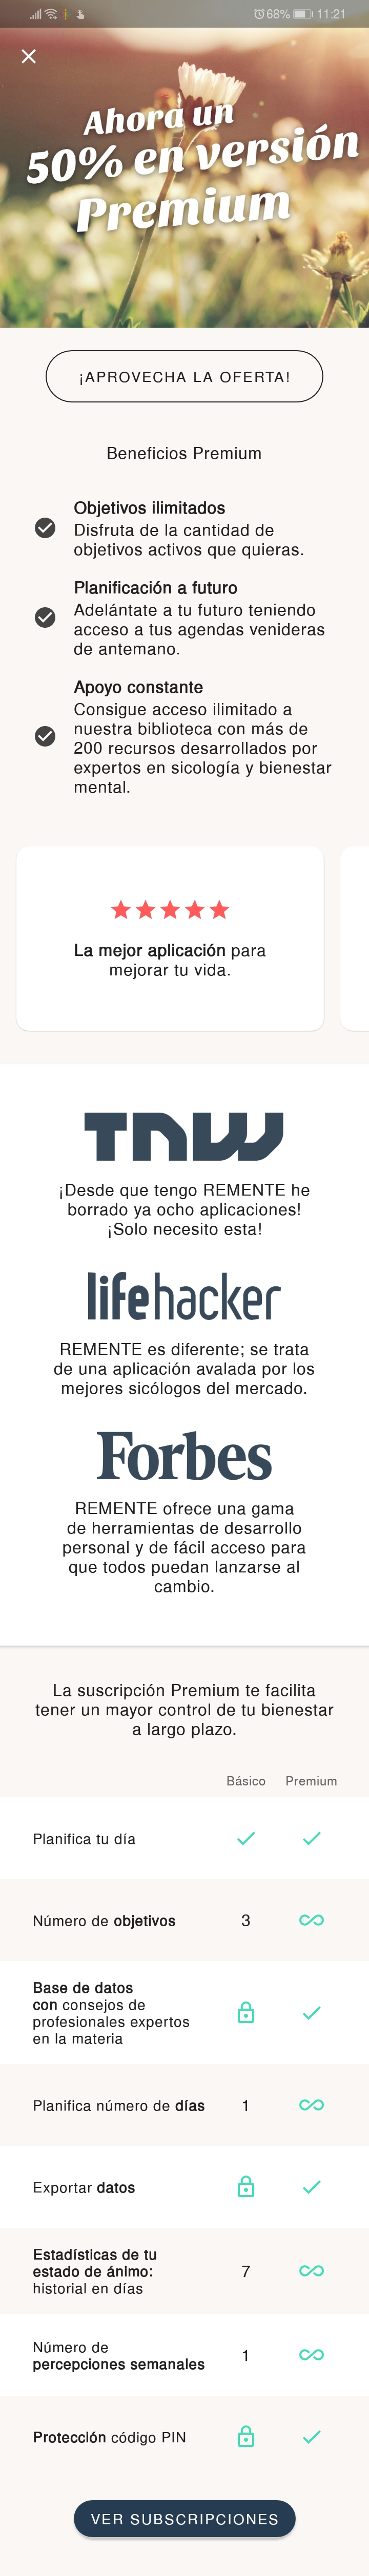 68% 11:21
Ahora un
50% en versión
Premium
¡APROVECHA LA OFERTA!
Beneficios Premium
Objetivos ilimitados
Disfruta de la cantidad de
objetivos activos que quieras.
Planificación a futuro
Adelántate a tu futuro teniendo
acceso a tus agendas venideras
de antemano.
Apoyo constante
Consigue acceso ilimitado a
nuestra biblioteca con más de
200 recursos desarrollados por
expertos en sicología y bienestar
mental.
La mejor aplicación para
mejorar tu vida.
TNW
¡Desde que tengo REMENTE he
borrado ya ocho aplicaciones!
¡Solo necesito esta!
lifehacker
REMENTE es diferente; se trata
de una aplicación avalada por los
mejores sicólogos del mercado.
Forbes
REMENTE ofrece una gama
de herramientas de desarrollo
personal y de fácil acceso para
que todos puedan lanzarse al
cambio.
La suscripción Premium te facilita
tener un mayor control de tu bienestar
a largo plazo.
Básico Premium
Planifica tu día
Número de objetivos 3 ∞
Base de datos
con consejos de
profesionales expertos
en la materia
Planifica número de días 1 ∞
Exportar datos
Estadísticas de tu
estado de ánimo:
historial en días 7 ∞
Número de
percepciones semanales 1 ∞
Protección código PIN
VER SUBSCRIPCIONES